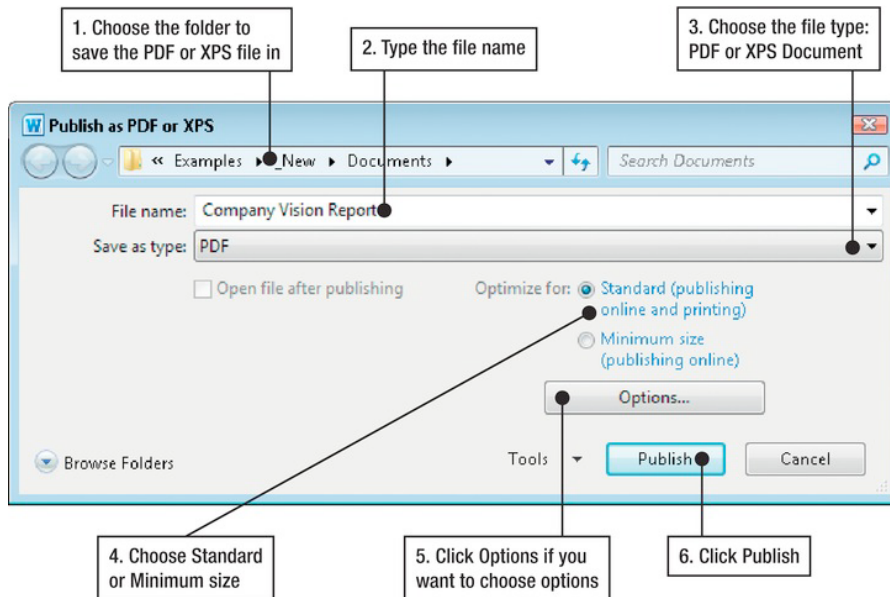 1. Choose the folder to
save the PDF or XPS file in
2. Type the file name
3. Choose the file type:
PDF or XPS Document
Publish as PDF or XPS
« Examples ▸ _New ▸ Documents ▸
Search Documents
File name: Company Vision Report
Save as type: PDF
Open file after publishing
Optimize for: Standard (publishing
online and printing)
Minimum size
(publishing online)
Options...
Browse Folders
Tools
Publish
Cancel
4. Choose Standard
or Minimum size
5. Click Options if you
want to choose options
6. Click Publish